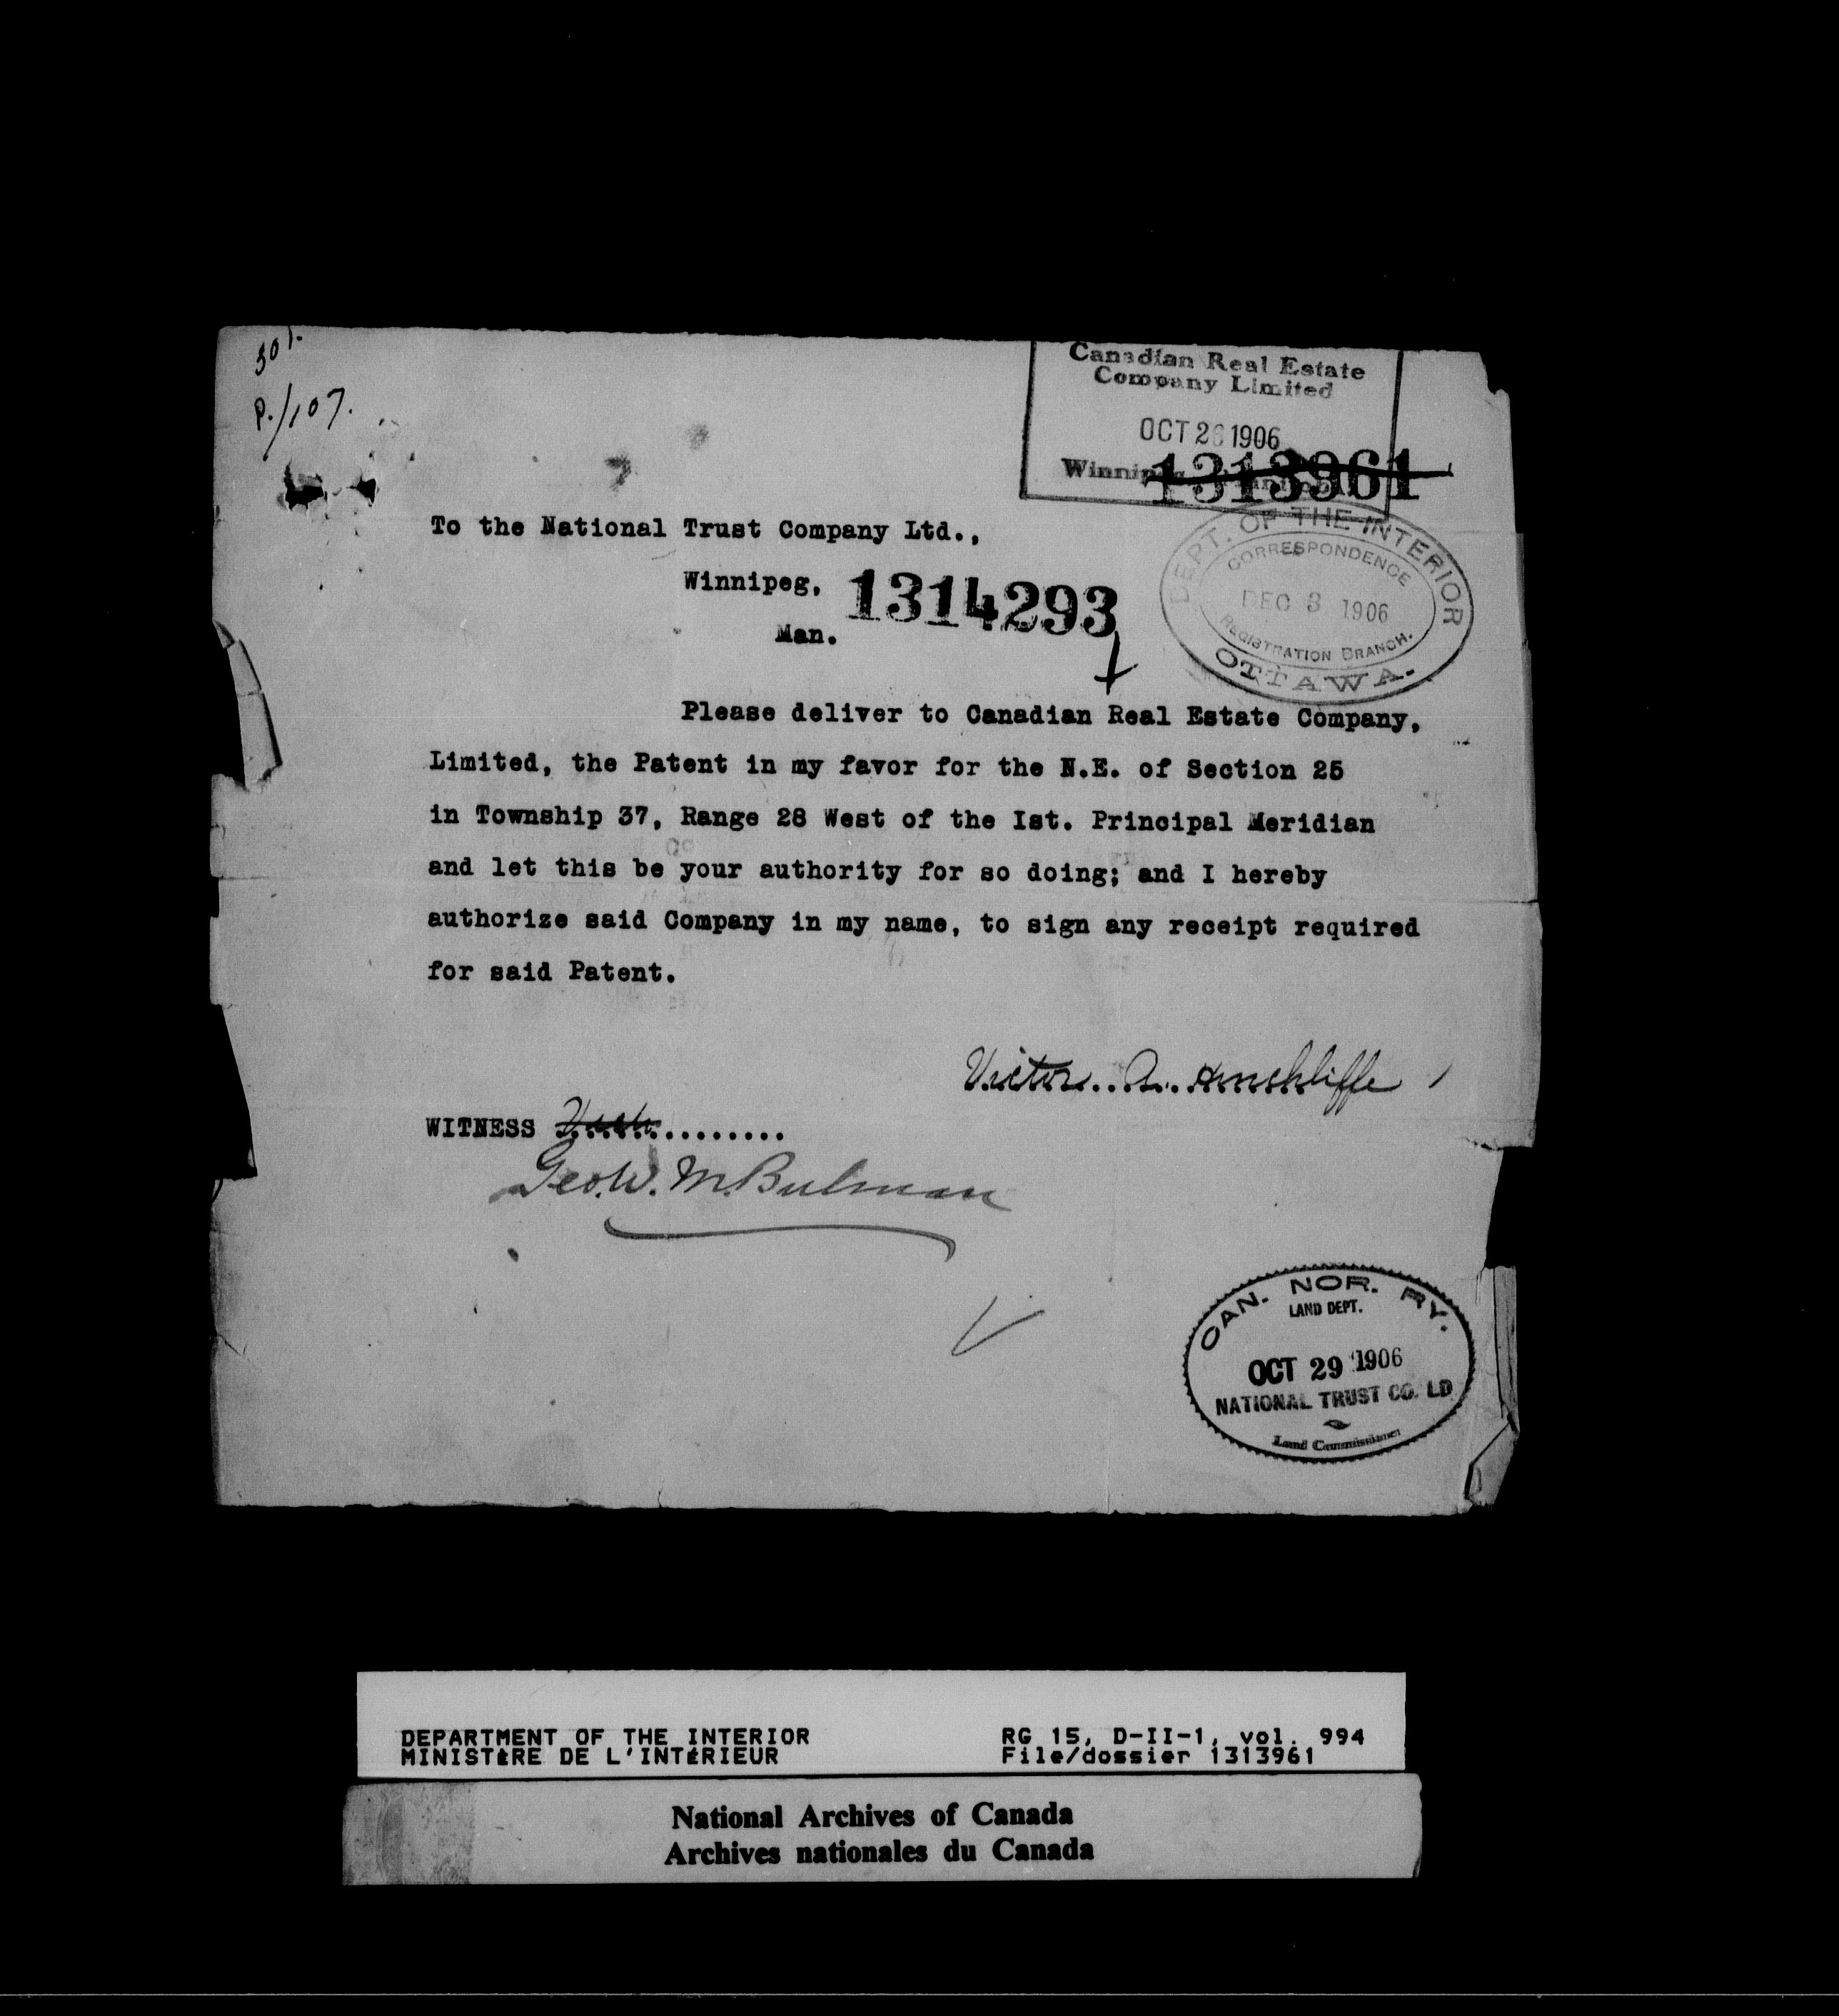 501.
P./107.
Canadian Real Estate
Company Limited
OCT 26 1906
Winnipeg, Manitoba
1313961
To the National Trust Company Ltd.,
Winnipeg,
Man.
1314293
DEPT. OF THE INTERIOR
CORRESPONDENCE
DEC 3 1906
REGISTRATION BRANCH.
OTTAWA.
Please deliver to Canadian Real Estate Company,
Limited, the Patent in my favor for the N.E. of Section 25
in Township 37, Range 28 West of the Ist. Principal Meridian
and let this be your authority for so doing; and I hereby
authorize said Company in my name, to sign any receipt required
for said Patent.
Victor A. Hinshliffe
WITNESS
Geo. W. M. Bulman
CAN. NOR. RY.
LAND DEPT.
OCT 29 1906
NATIONAL TRUST CO. LD
Land Commissioner
DEPARTMENT OF THE INTERIOR
MINISTÈRE DE L'INTÉRIEUR
RG 15, D-II-1, vol. 994
File/dossier 1313961
National Archives of Canada
Archives nationales du Canada